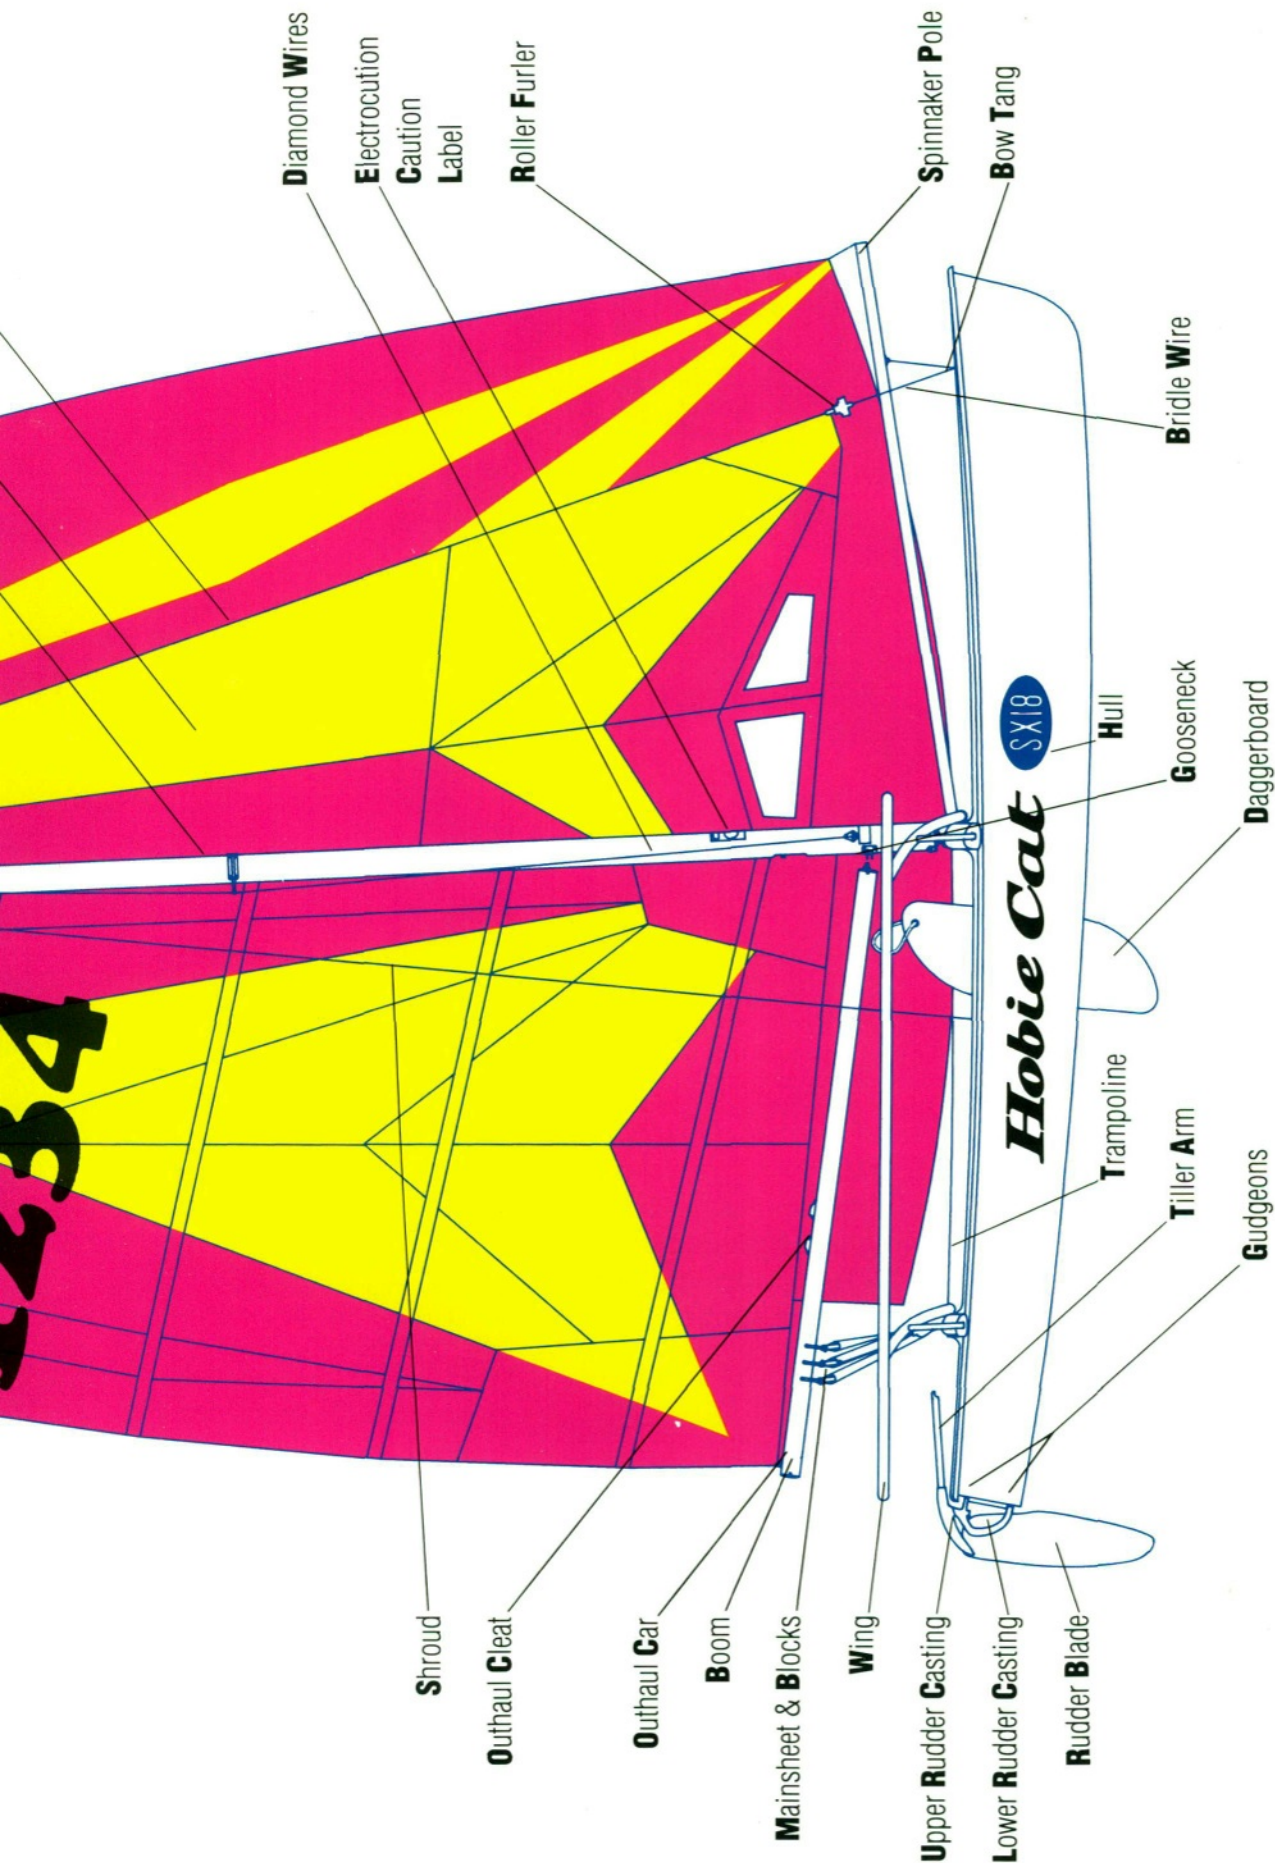 Diamond Wires
Electrocution
Caution
Label
Roller Furler
Spinnaker Pole
Bow Tang
Bridle Wire
1234
SX18
Hobie Cat
Hull
Gooseneck
Daggerboard
Trampoline
Tiller Arm
Gudgeons
Shroud
Outhaul Cleat
Outhaul Car
Boom
Mainsheet & Blocks
Wing
Upper Rudder Casting
Lower Rudder Casting
Rudder Blade